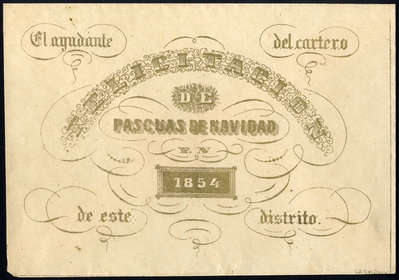 El ayudante del cartero
FELICITACION
DE
PASCUAS DE NAVIDAD
EN
1854
de este distrito.